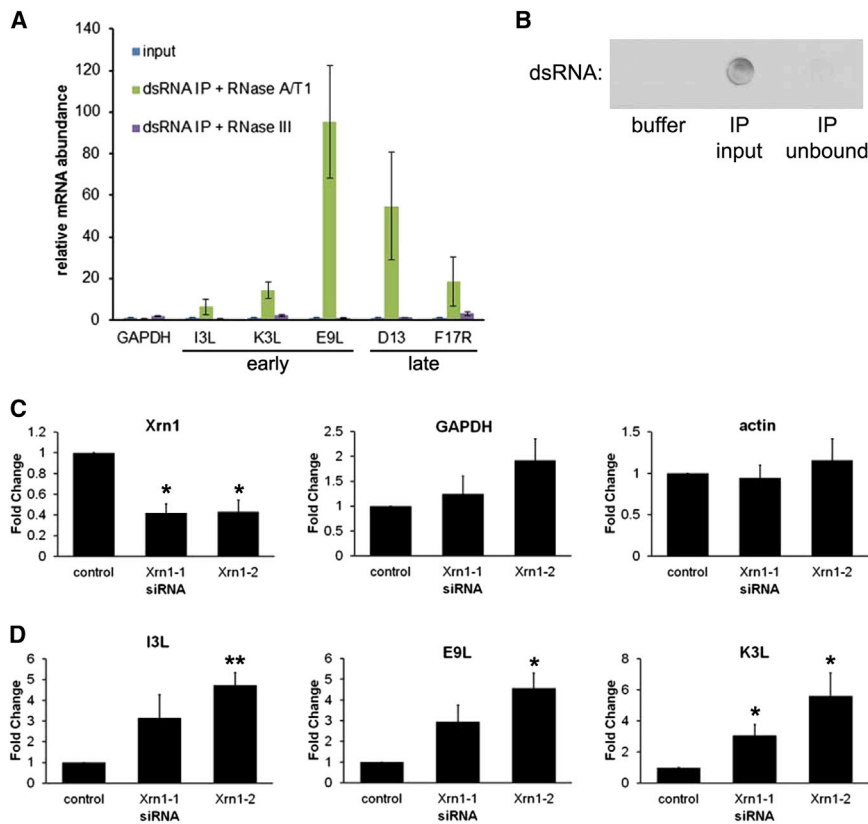 A
relative mRNA abundance
140
120
100
80
60
40
20
0
input
dsRNA IP + RNase A/T1
dsRNA IP + RNase III
GAPDH I3L K3L E9L D13 F17R
early late
B
dsRNA:
buffer IP input IP unbound
C
Xrn1
Fold Change
1.2
1
0.8
0.6
0.4
0.2
0
* *
control Xrn1-1 Xrn1-2
siRNA
GAPDH
Fold Change
2.5
2
1.5
1
0.5
0
control Xrn1-1 Xrn1-2
siRNA
actin
Fold Change
1.5
1
0.5
0
control Xrn1-1 Xrn1-2
siRNA
D
I3L
Fold Change
6
5
4
3
2
1
0
**
control Xrn1-1 Xrn1-2
siRNA
E9L
Fold Change
6
5
4
3
2
1
0
*
control Xrn1-1 Xrn1-2
siRNA
K3L
Fold Change
8
6
4
2
0
* *
control Xrn1-1 Xrn1-2
siRNA